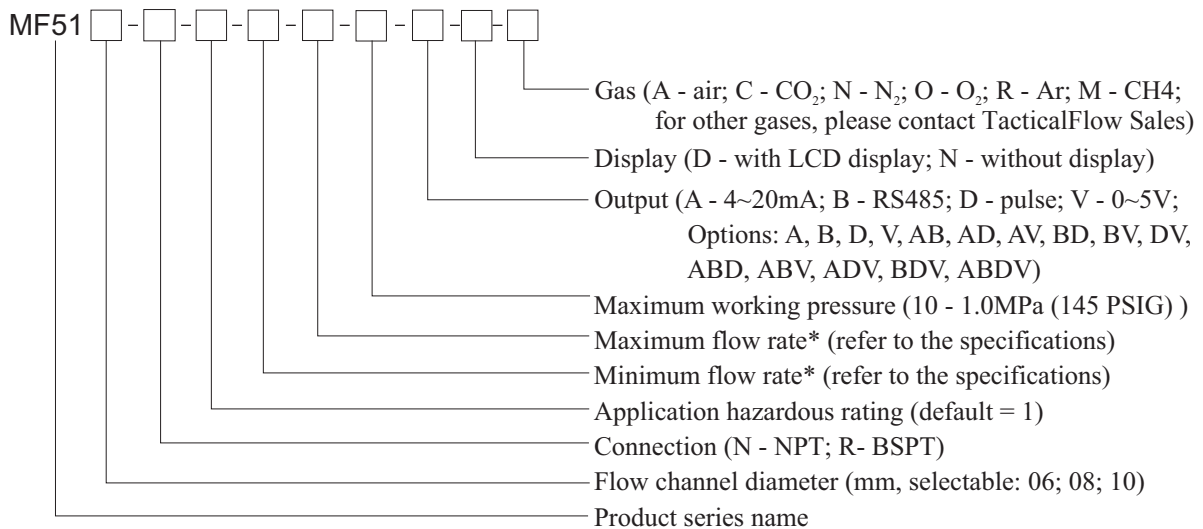 MF51 - - - - - - - -
Gas (A - air; C - CO₂; N - N₂; O - O₂; R - Ar; M - CH4;
for other gases, please contact TacticalFlow Sales)
Display (D - with LCD display; N - without display)
Output (A - 4~20mA; B - RS485; D - pulse; V - 0~5V;
Options: A, B, D, V, AB, AD, AV, BD, BV, DV,
ABD, ABV, ADV, BDV, ABDV)
Maximum working pressure (10 - 1.0MPa (145 PSIG) )
Maximum flow rate* (refer to the specifications)
Minimum flow rate* (refer to the specifications)
Application hazardous rating (default = 1)
Connection (N - NPT; R- BSPT)
Flow channel diameter (mm, selectable: 06; 08; 10)
Product series name